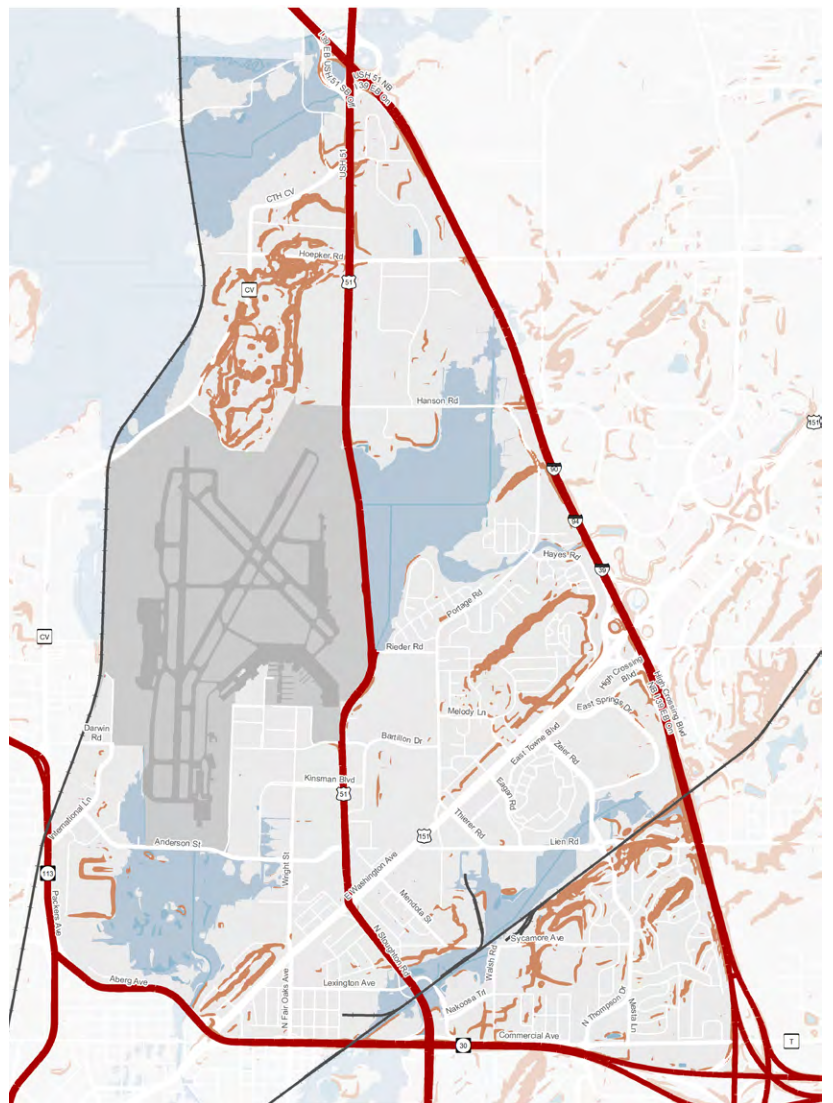 USH 51 NB
USH 51
CTH CV
Hoepker Rd
51
CV
Hanson Rd
151
90
94
Hayes Rd
39
Portage Rd
CV
Rieder Rd
High Crossing
Blvd
High Crossing Blvd
East Springs Dr
Melody Ln
Darwin
Rd
Bartillon Dr
East Towne Blvd
Zeier Rd
Kinsman Blvd
51
Eagan Rd
International Ln
Thierer Rd
151
Anderson St
Lien Rd
Wright St
113
E Washington Ave
Packers Ave
Mendota St
N Stoughton Rd
Sycamore Ave
Walsh Rd
Aberg Ave
Lexington Ave
N Fair Oaks Ave
Nakoosa Trl
N Thompson Dr
Mesta Ln
Commercial Ave
30
T